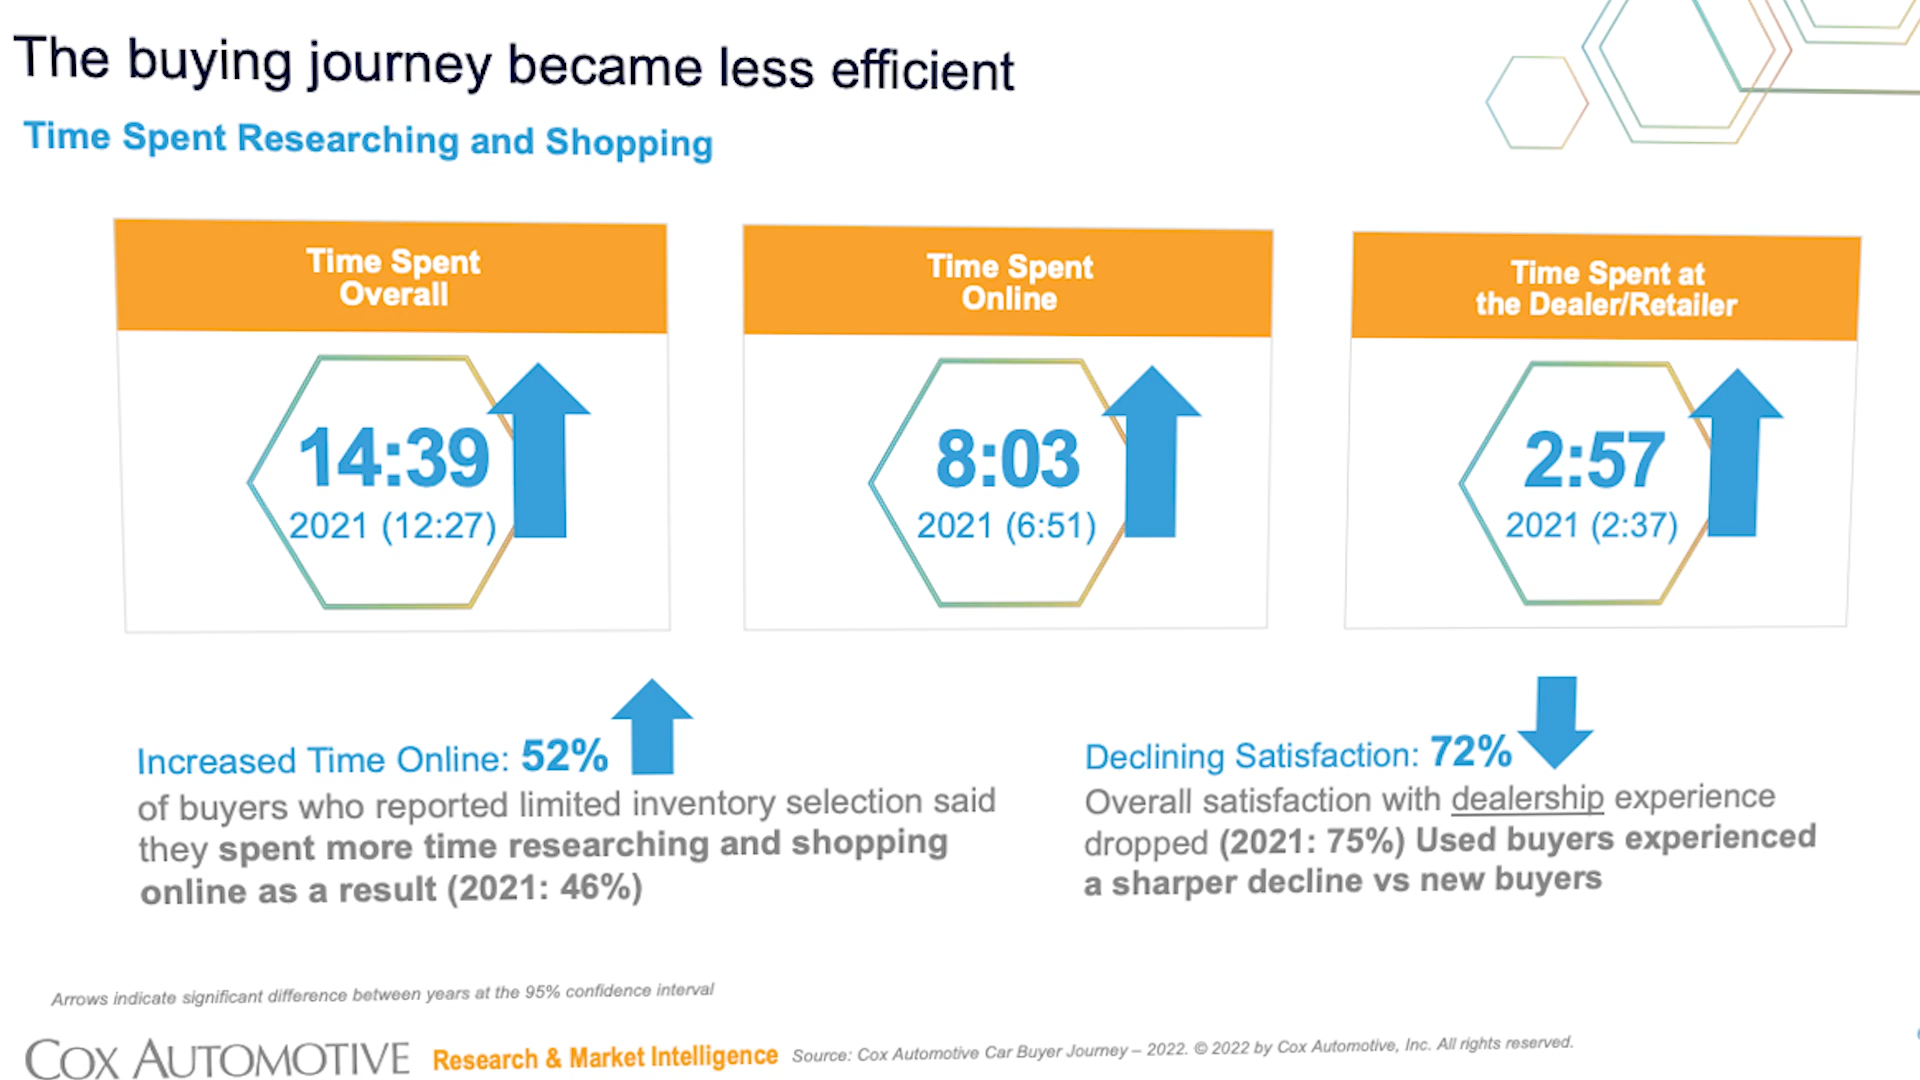 The buying journey became less efficient
Time Spent Researching and Shopping
Time Spent
Overall
14:39
2021 (12:27)
Time Spent
Online
8:03
2021 (6:51)
Time Spent at
the Dealer/Retailer
2:57
2021 (2:37)
Increased Time Online: 52%
of buyers who reported limited inventory selection said
they spent more time researching and shopping
online as a result (2021: 46%)
Declining Satisfaction: 72%
Overall satisfaction with dealership experience
dropped (2021: 75%) Used buyers experienced
a sharper decline vs new buyers
Arrows indicate significant difference between years at the 95% confidence interval
COX AUTOMOTIVE Research & Market Intelligence Source: Cox Automotive Car Buyer Journey – 2022. © 2022 by Cox Automotive, Inc. All rights reserved.